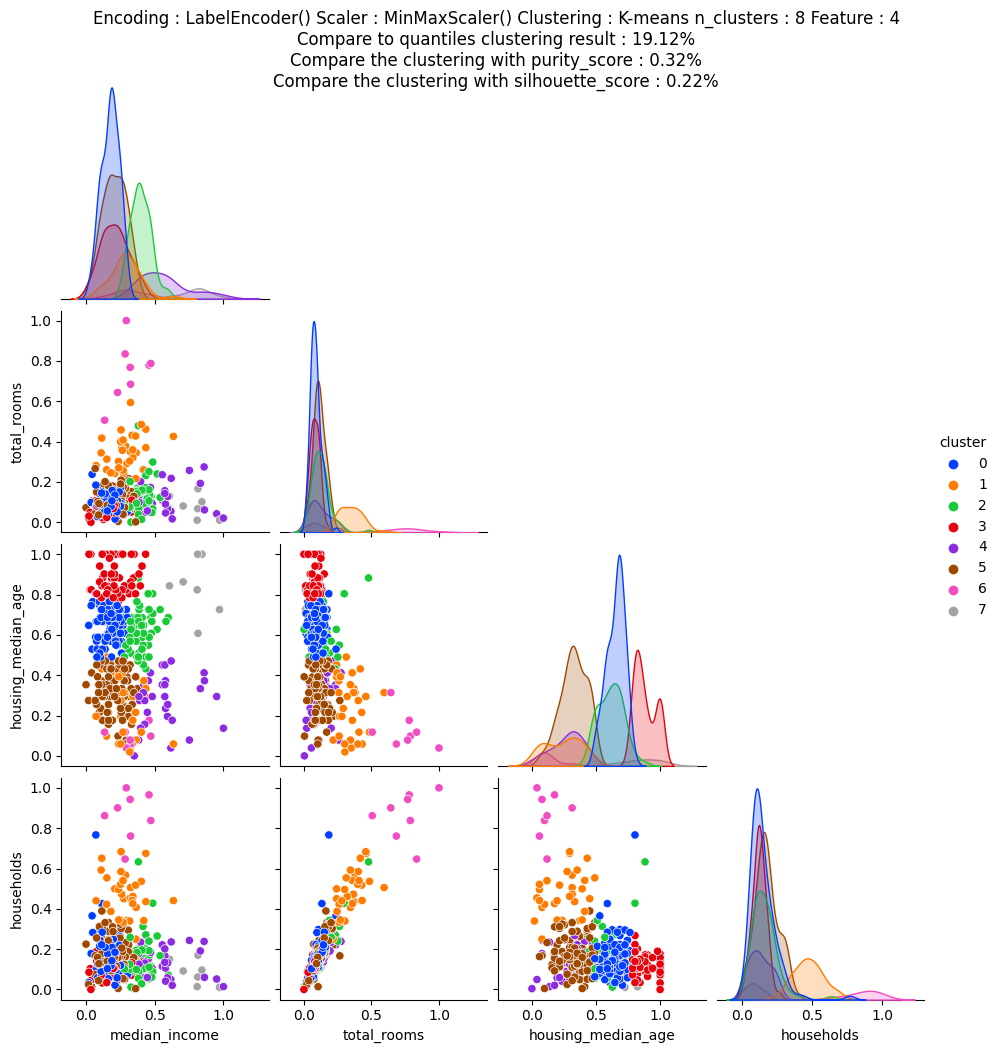 Encoding : LabelEncoder() Scaler : MinMaxScaler() Clustering : K-means n_clusters : 8 Feature : 4
Compare to quantiles clustering result : 19.12%
Compare the clustering with purity_score : 0.32%
Compare the clustering with silhouette_score : 0.22%
1.0
0.8
0.6
0.4
0.2
0.0
total_rooms
cluster
0
1
2
3
4
5
6
7
1.0
0.8
0.6
0.4
0.2
0.0
housing_median_age
1.0
0.8
0.6
0.4
0.2
0.0
households
0.0 0.5 1.0
median_income
0.0 0.5 1.0
total_rooms
0.0 0.5 1.0
housing_median_age
0.0 0.5 1.0
households